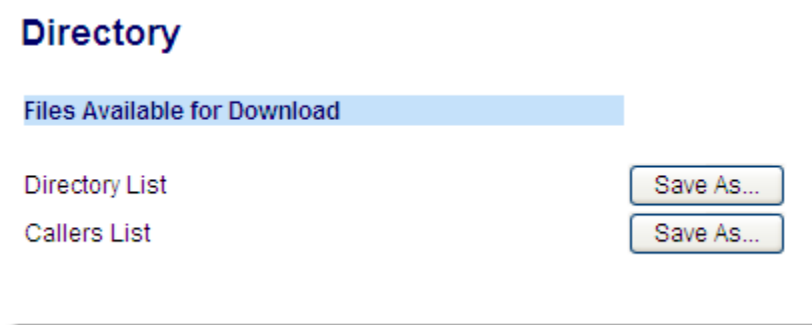 Directory
Files Available for Download
Directory List Save As...
Callers List Save As...